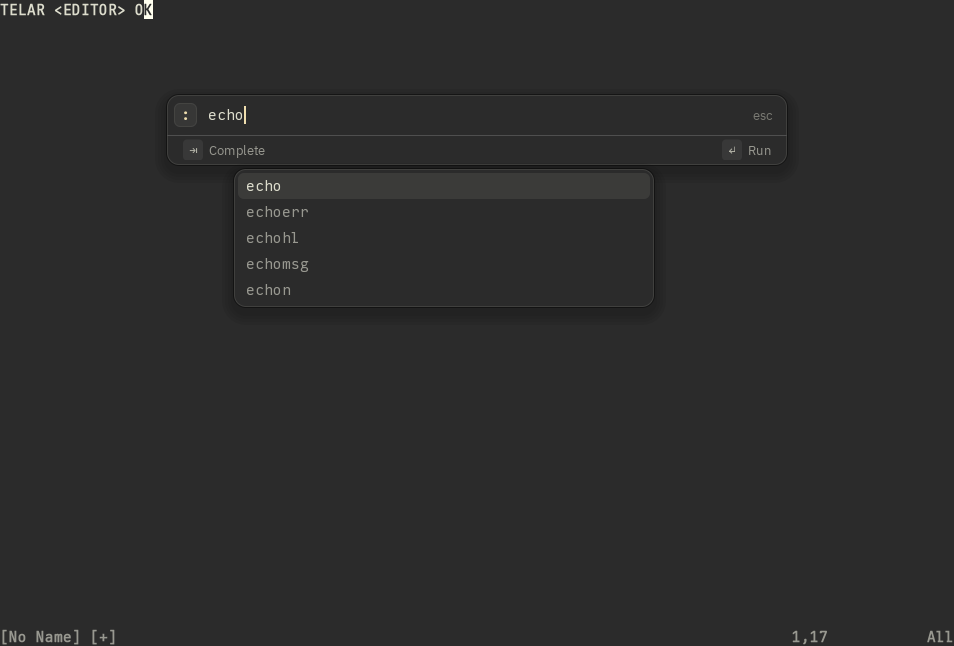 TELAR <EDITOR> OK
: echo esc
⇥ Complete ↵ Run
echo
echoerr
echohl
echomsg
echon
[No Name] [+] 1,17 All